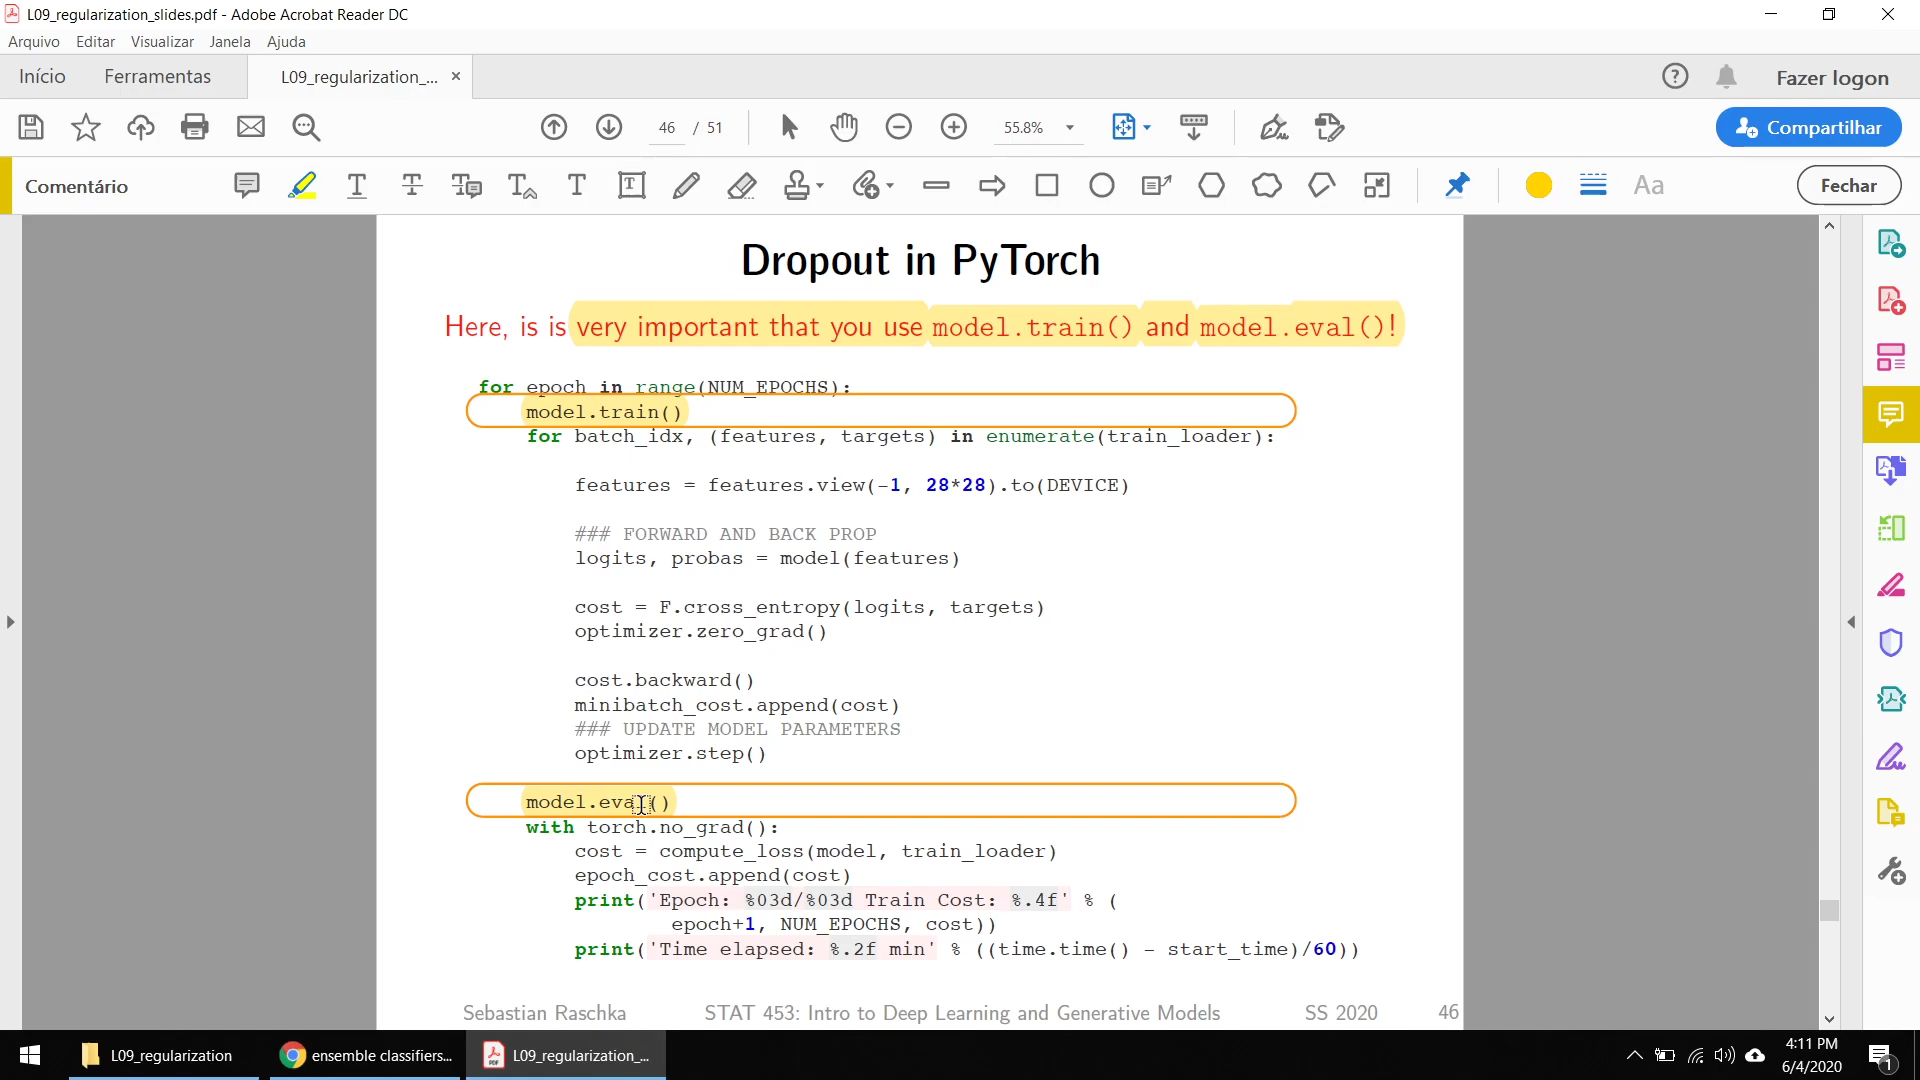 L09_regularization_slides.pdf - Adobe Acrobat Reader DC
Arquivo Editar Visualizar Janela Ajuda
Início Ferramentas L09_regularization_... × Fazer logon
46 / 51 55.8% Compartilhar
Comentário Aa Fechar
Dropout in PyTorch
Here, is is very important that you use model.train() and model.eval()!
for epoch in range(NUM_EPOCHS):
model.train()
for batch_idx, (features, targets) in enumerate(train_loader):
features = features.view(-1, 28*28).to(DEVICE)
### FORWARD AND BACK PROP
logits, probas = model(features)
cost = F.cross_entropy(logits, targets)
optimizer.zero_grad()
cost.backward()
minibatch_cost.append(cost)
### UPDATE MODEL PARAMETERS
optimizer.step()
model.eval()
with torch.no_grad():
cost = compute_loss(model, train_loader)
epoch_cost.append(cost)
print('Epoch: %03d/%03d Train Cost: %.4f' % (
epoch+1, NUM_EPOCHS, cost))
print('Time elapsed: %.2f min' % ((time.time() - start_time)/60))
Sebastian Raschka STAT 453: Intro to Deep Learning and Generative Models SS 2020 46
L09_regularization ensemble classifiers... L09_regularization_... 4:11 PM
6/4/2020 1